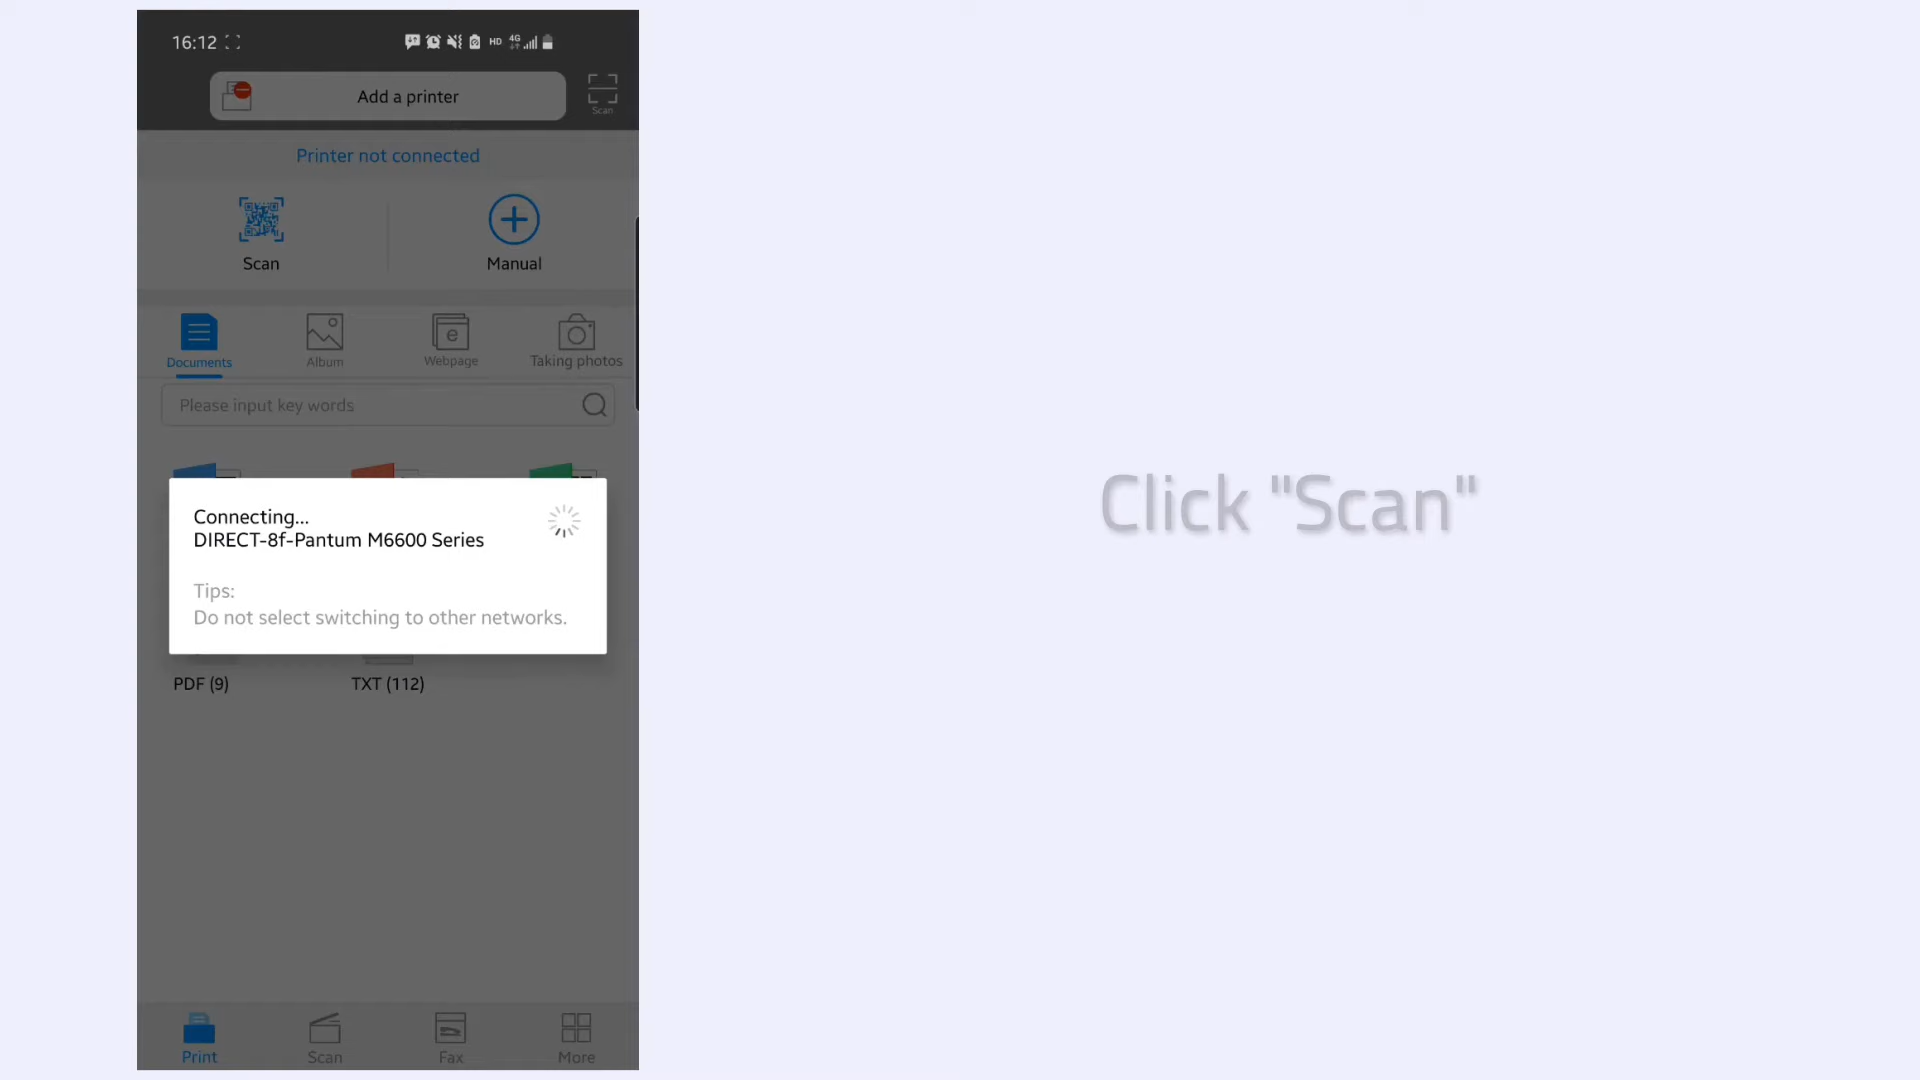 16:12
HD 4G
Add a printer
Scan
Printer not connected
Scan
Manual
Documents
Album
Webpage
Taking photos
Please input key words
Connecting...
DIRECT-8f-Pantum M6600 Series
Tips:
Do not select switching to other networks.
PDF (9)
TXT (112)
Print
Scan
Fax
More
Click "Scan"